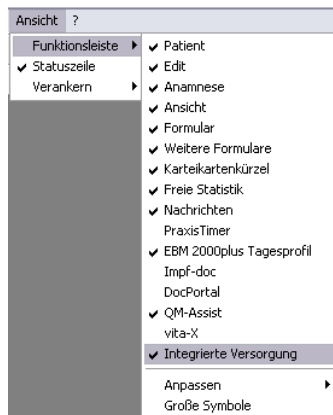 Ansicht ?
Funktionsleiste
Statuszeile
Verankern
Patient
Edit
Anamnese
Ansicht
Formular
Weitere Formulare
Karteikartenkürzel
Freie Statistik
Nachrichten
PraxisTimer
EBM 2000plus Tagesprofil
Impf-doc
DocPortal
QM-Assist
vita-X
Integrierte Versorgung
Anpassen
Große Symbole